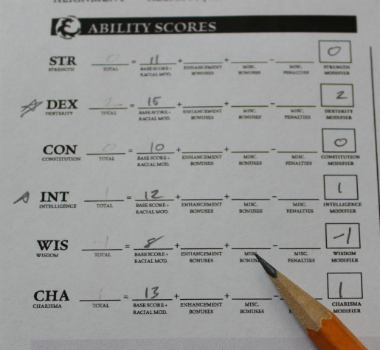 ABILITY SCORES
STR 0 = 11 + + - 0
STRENGTH TOTAL BASE SCORE + RACIAL MOD. ENHANCEMENT BONUSES MISC. BONUSES MISC. PENALTIES STRENGTH MODIFIER
DEX = 15 + + - 2
DEXTERITY TOTAL BASE SCORE + RACIAL MOD. ENHANCEMENT BONUSES MISC. BONUSES MISC. PENALTIES DEXTERITY MODIFIER
CON 0 = 10 + + - 0
CONSTITUTION TOTAL BASE SCORE + RACIAL MOD. ENHANCEMENT BONUSES MISC. BONUSES MISC. PENALTIES CONSTITUTION MODIFIER
INT = 12 + + - 1
INTELLIGENCE TOTAL BASE SCORE + RACIAL MOD. ENHANCEMENT BONUSES MISC. BONUSES MISC. PENALTIES INTELLIGENCE MODIFIER
WIS = 8 + + - -1
WISDOM TOTAL BASE SCORE + RACIAL MOD. ENHANCEMENT BONUSES MISC. BONUSES MISC. PENALTIES WISDOM MODIFIER
CHA = 13 + + 1
CHARISMA TOTAL BASE SCORE + RACIAL MOD. ENHANCEMENT BONUSES MISC. BONUSES CHARISMA MODIFIER